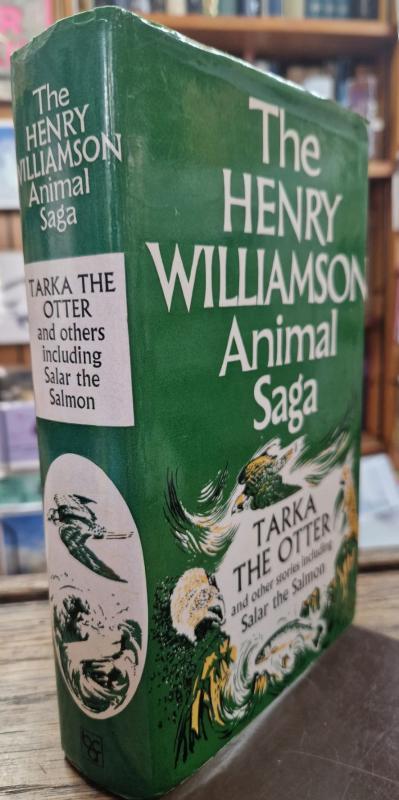 The
HENRY
WILLIAMSON
Animal
Saga
TARKA THE
OTTER
and others
including
Salar the
Salmon
The
HENRY
WILLIAMSON
Animal
Saga
TARKA
THE OTTER
and other stories including
Salar the Salmon